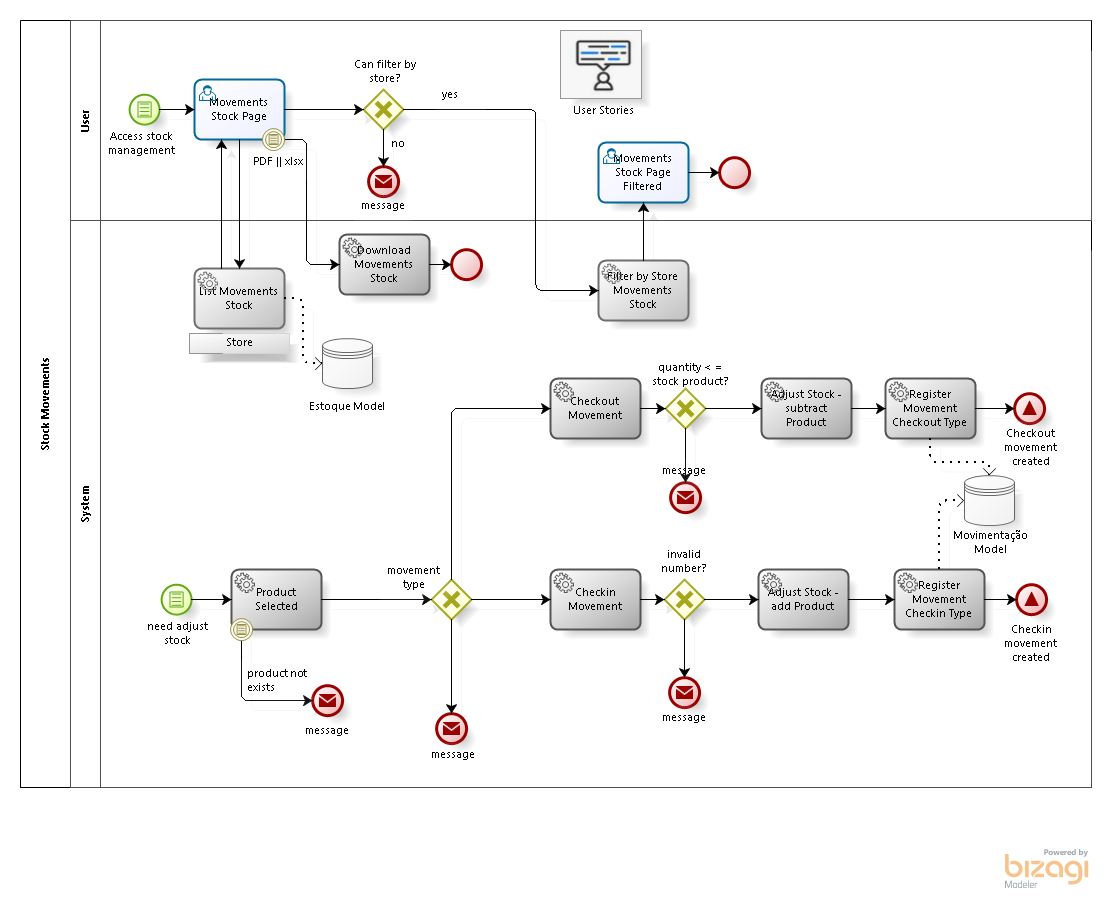 Stock Movements
User
Can filter by
store?
yes
no
Access stock
management
Movements
Stock Page
PDF || xlsx
message
User Stories
Movements
Stock Page
Filtered
System
List Movements
Stock
Store
Download
Movements
Stock
Filter by Store
Movements
Stock
Estoque Model
Checkout
Movement
quantity < =
stock product?
message
Adjust Stock -
subtract
Product
Register
Movement
Checkout Type
Checkout
movement
created
Movimentação
Model
need adjust
stock
Product
Selected
product not
exists
message
movement
type
message
Checkin
Movement
invalid
number?
message
Adjust Stock -
add Product
Register
Movement
Checkin Type
Checkin
movement
created
Powered by
bizagi
Modeler